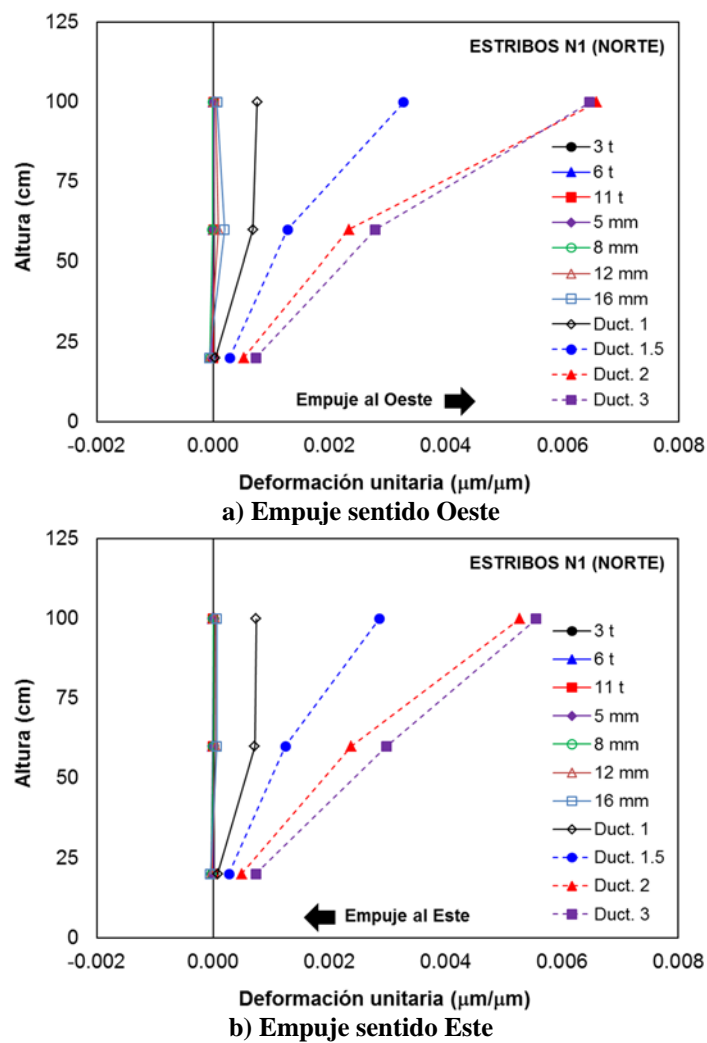 125
ESTRIBOS N1 (NORTE)
100
3 t
6 t
75
11 t
5 mm
Altura (cm)
8 mm
50
12 mm
16 mm
Duct. 1
25
Duct. 1.5
Duct. 2
Empuje al Oeste
Duct. 3
0
-0.002 0.000 0.002 0.004 0.006 0.008
Deformación unitaria (μm/μm)
a) Empuje sentido Oeste
125
ESTRIBOS N1 (NORTE)
100
3 t
6 t
75
11 t
5 mm
Altura (cm)
8 mm
50
12 mm
16 mm
Duct. 1
25
Duct. 1.5
Duct. 2
Empuje al Este
Duct. 3
0
-0.002 0.000 0.002 0.004 0.006 0.008
Deformación unitaria (μm/μm)
b) Empuje sentido Este